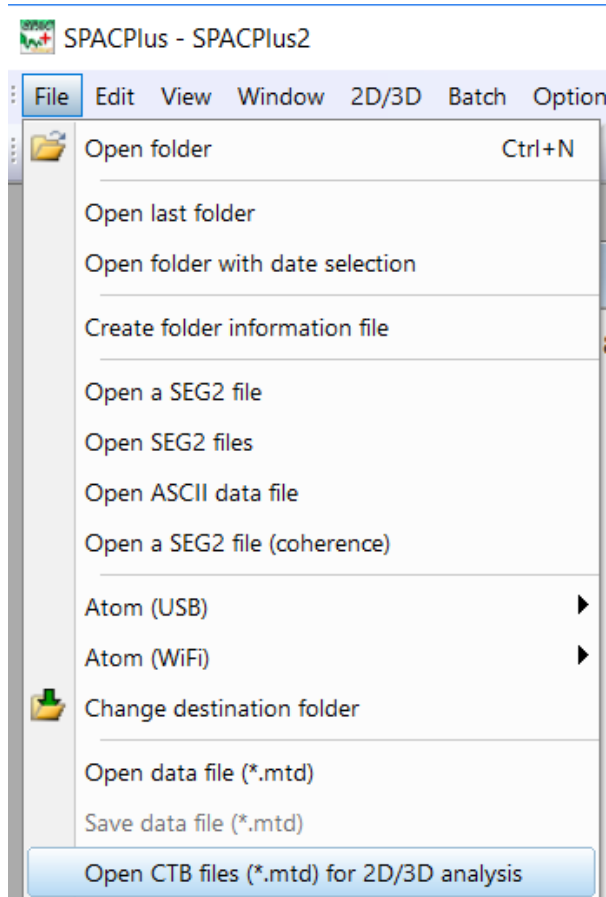 SPACPlus - SPACPlus2
File Edit View Window 2D/3D Batch Option
Open folder Ctrl+N
Open last folder
Open folder with date selection
Create folder information file
Open a SEG2 file
Open SEG2 files
Open ASCII data file
Open a SEG2 file (coherence)
Atom (USB)
Atom (WiFi)
Change destination folder
Open data file (*.mtd)
Save data file (*.mtd)
Open CTB files (*.mtd) for 2D/3D analysis